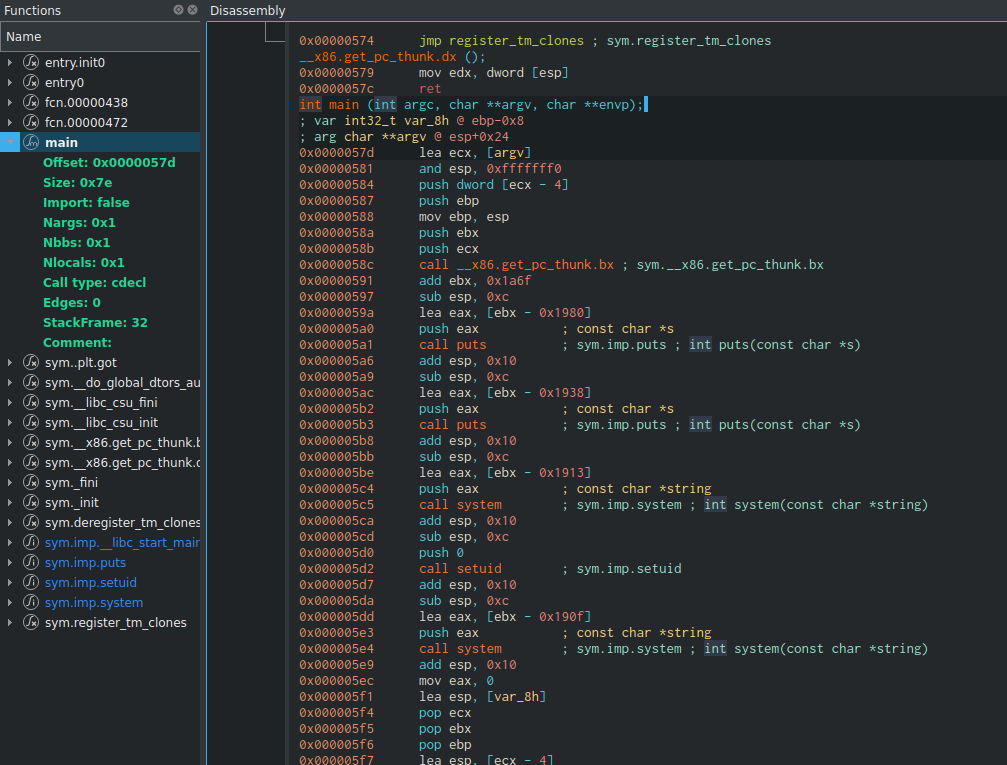 Functions
Name
entry.init0
entry0
fcn.00000438
fcn.00000472
main
Offset: 0x0000057d
Size: 0x7e
Import: false
Nargs: 0x1
Nbbs: 0x1
Nlocals: 0x1
Call type: cdecl
Edges: 0
StackFrame: 32
Comment:
sym..plt.got
sym.__do_global_dtors_au
sym.__libc_csu_fini
sym.__libc_csu_init
sym.__x86.get_pc_thunk.b
sym.__x86.get_pc_thunk.d
sym._fini
sym._init
sym.deregister_tm_clones
sym.imp.__libc_start_main
sym.imp.puts
sym.imp.setuid
sym.imp.system
sym.register_tm_clones
Disassembly
0x00000574 jmp register_tm_clones ; sym.register_tm_clones
__x86.get_pc_thunk.dx ();
0x00000579 mov edx, dword [esp]
0x0000057c ret
int main (int argc, char **argv, char **envp);
; var int32_t var_8h @ ebp-0x8
; arg char **argv @ esp+0x24
0x0000057d lea ecx, [argv]
0x00000581 and esp, 0xfffffff0
0x00000584 push dword [ecx - 4]
0x00000587 push ebp
0x00000588 mov ebp, esp
0x0000058a push ebx
0x0000058b push ecx
0x0000058c call __x86.get_pc_thunk.bx ; sym.__x86.get_pc_thunk.bx
0x00000591 add ebx, 0x1a6f
0x00000597 sub esp, 0xc
0x0000059a lea eax, [ebx - 0x1980]
0x000005a0 push eax ; const char *s
0x000005a1 call puts ; sym.imp.puts ; int puts(const char *s)
0x000005a6 add esp, 0x10
0x000005a9 sub esp, 0xc
0x000005ac lea eax, [ebx - 0x1938]
0x000005b2 push eax ; const char *s
0x000005b3 call puts ; sym.imp.puts ; int puts(const char *s)
0x000005b8 add esp, 0x10
0x000005bb sub esp, 0xc
0x000005be lea eax, [ebx - 0x1913]
0x000005c4 push eax ; const char *string
0x000005c5 call system ; sym.imp.system ; int system(const char *string)
0x000005ca add esp, 0x10
0x000005cd sub esp, 0xc
0x000005d0 push 0
0x000005d2 call setuid ; sym.imp.setuid
0x000005d7 add esp, 0x10
0x000005da sub esp, 0xc
0x000005dd lea eax, [ebx - 0x190f]
0x000005e3 push eax ; const char *string
0x000005e4 call system ; sym.imp.system ; int system(const char *string)
0x000005e9 add esp, 0x10
0x000005ec mov eax, 0
0x000005f1 lea esp, [var_8h]
0x000005f4 pop ecx
0x000005f5 pop ebx
0x000005f6 pop ebp
0x000005f7 lea esp, [ecx - 4]